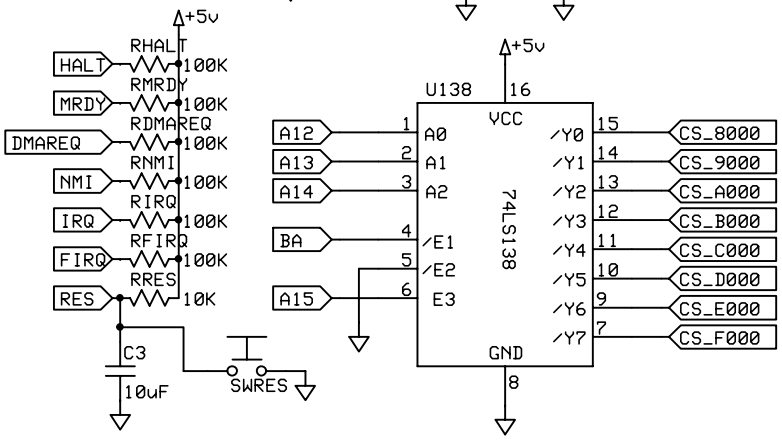 +5v
RHALT
HALT
100K
RMRDY
MRDY
100K
RDMAREQ
DMAREQ
100K
RNMI
NMI
100K
RIRQ
IRQ
100K
RFIRQ
FIRQ
100K
RRES
RES
10K
C3
10uF
SWRES
+5v
U138
16
VCC
A12 1 A0 /Y0 15 CS_8000
A13 2 A1 /Y1 14 CS_9000
A14 3 A2 /Y2 13 CS_A000
/Y3 12 CS_B000
BA 4 /E1 /Y4 11 CS_C000
5 /E2 /Y5 10 CS_D000
A15 6 E3 /Y6 9 CS_E000
/Y7 7 CS_F000
74LS138
GND
8